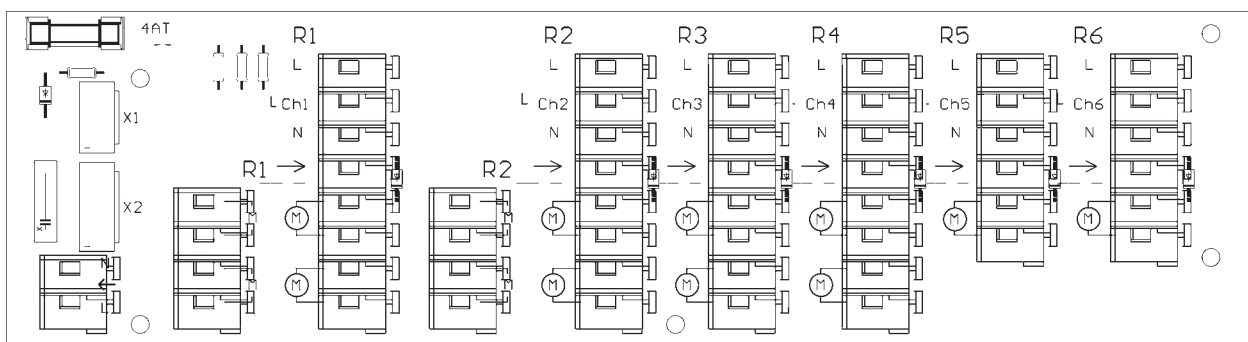 4AT
R1 R2 R3 R4 R5 R6
L L L L L L
L Ch1 L Ch2 Ch3 Ch4 Ch5 L Ch6
N N N N N N
X1
R1 R2
X2
M M M M M M
N
M M M M
L